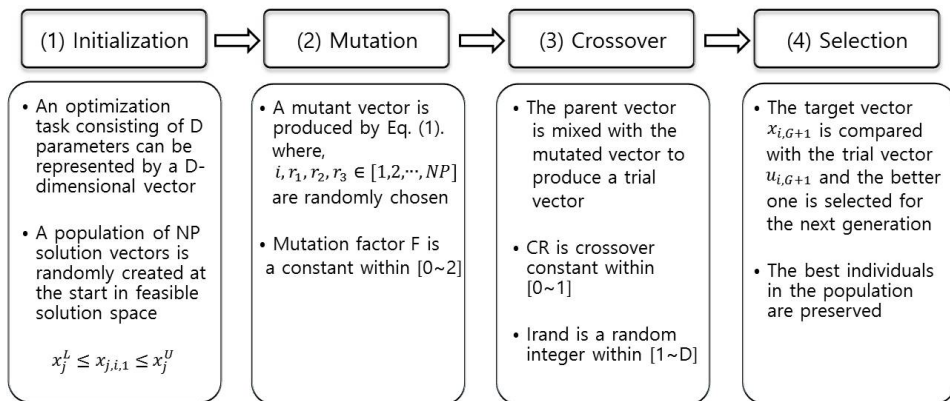 (1) Initialization
(2) Mutation
(3) Crossover
(4) Selection
• An optimization
task consisting of D
parameters can be
represented by a D-
dimensional vector
• A population of NP
solution vectors is
randomly created at
the start in feasible
solution space
x_j^L ≤ x_{j,i,1} ≤ x_j^U
• A mutant vector is
produced by Eq. (1).
where,
i, r_1, r_2, r_3 ∈ [1,2,⋯,NP]
are randomly chosen
• Mutation factor F is
a constant within [0~2]
• The parent vector
is mixed with the
mutated vector to
produce a trial
vector
• CR is crossover
constant within
[0~1]
• Irand is a random
integer within [1~D]
• The target vector
x_{i,G+1} is compared
with the trial vector
u_{i,G+1} and the better
one is selected for
the next generation
• The best individuals
in the population
are preserved